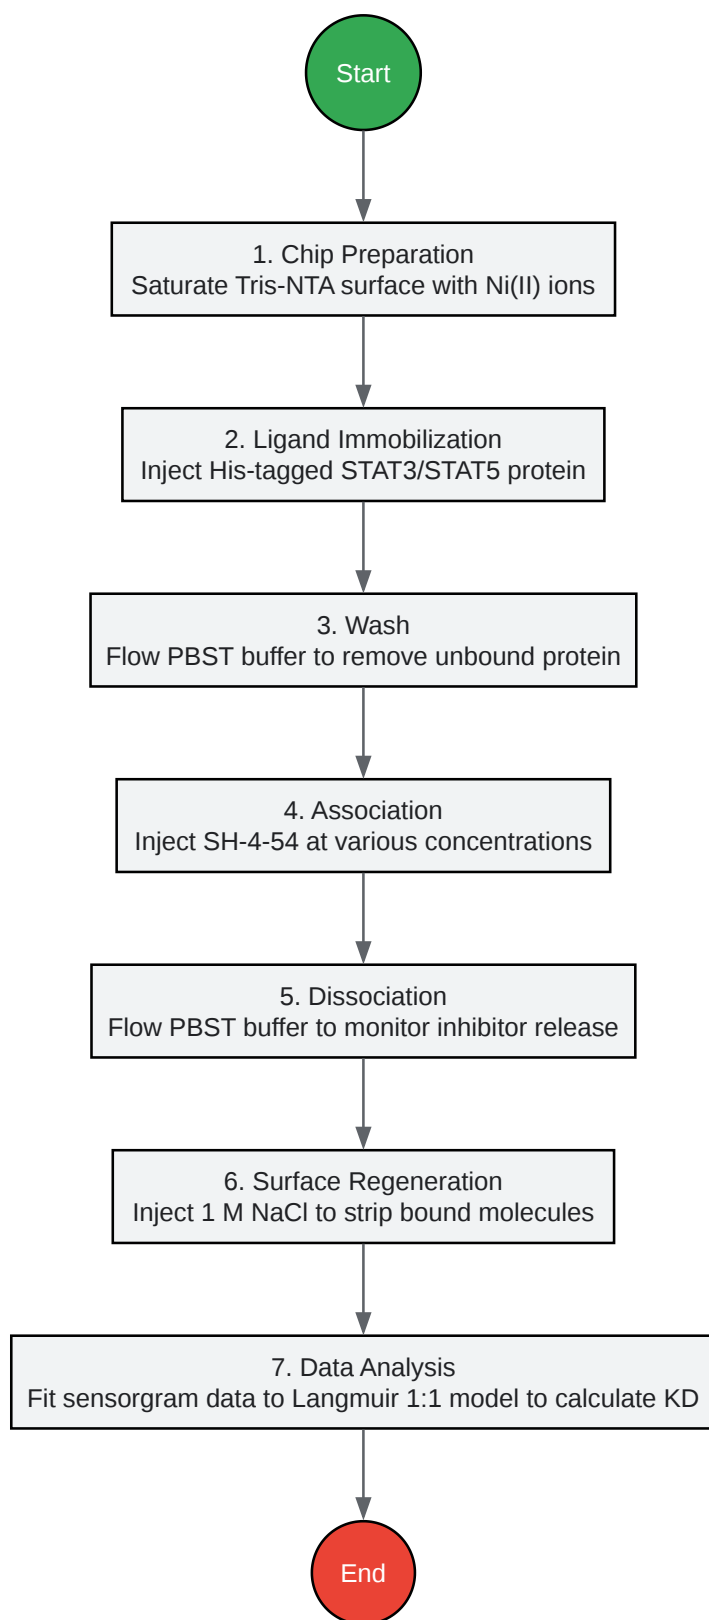 Start
1. Chip Preparation
Saturate Tris-NTA surface with Ni(II) ions
2. Ligand Immobilization
Inject His-tagged STAT3/STAT5 protein
3. Wash
Flow PBST buffer to remove unbound protein
4. Association
Inject SH-4-54 at various concentrations
5. Dissociation
Flow PBST buffer to monitor inhibitor release
6. Surface Regeneration
Inject 1 M NaCl to strip bound molecules
7. Data Analysis
Fit sensorgram data to Langmuir 1:1 model to calculate KD
End